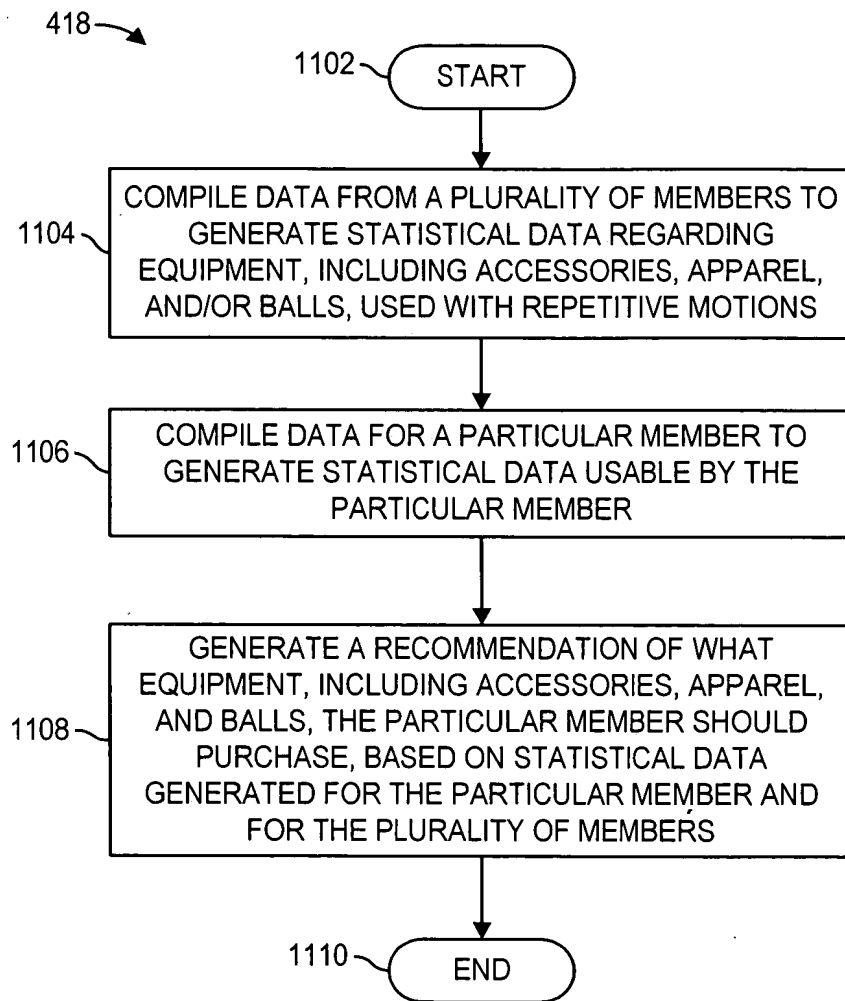 418
1102
START
1104
COMPILE DATA FROM A PLURALITY OF MEMBERS TO
GENERATE STATISTICAL DATA REGARDING
EQUIPMENT, INCLUDING ACCESSORIES, APPAREL,
AND/OR BALLS, USED WITH REPETITIVE MOTIONS
1106
COMPILE DATA FOR A PARTICULAR MEMBER TO
GENERATE STATISTICAL DATA USABLE BY THE
PARTICULAR MEMBER
1108
GENERATE A RECOMMENDATION OF WHAT
EQUIPMENT, INCLUDING ACCESSORIES, APPAREL,
AND BALLS, THE PARTICULAR MEMBER SHOULD
PURCHASE, BASED ON STATISTICAL DATA
GENERATED FOR THE PARTICULAR MEMBER AND
FOR THE PLURALITY OF MEMBERS
1110
END